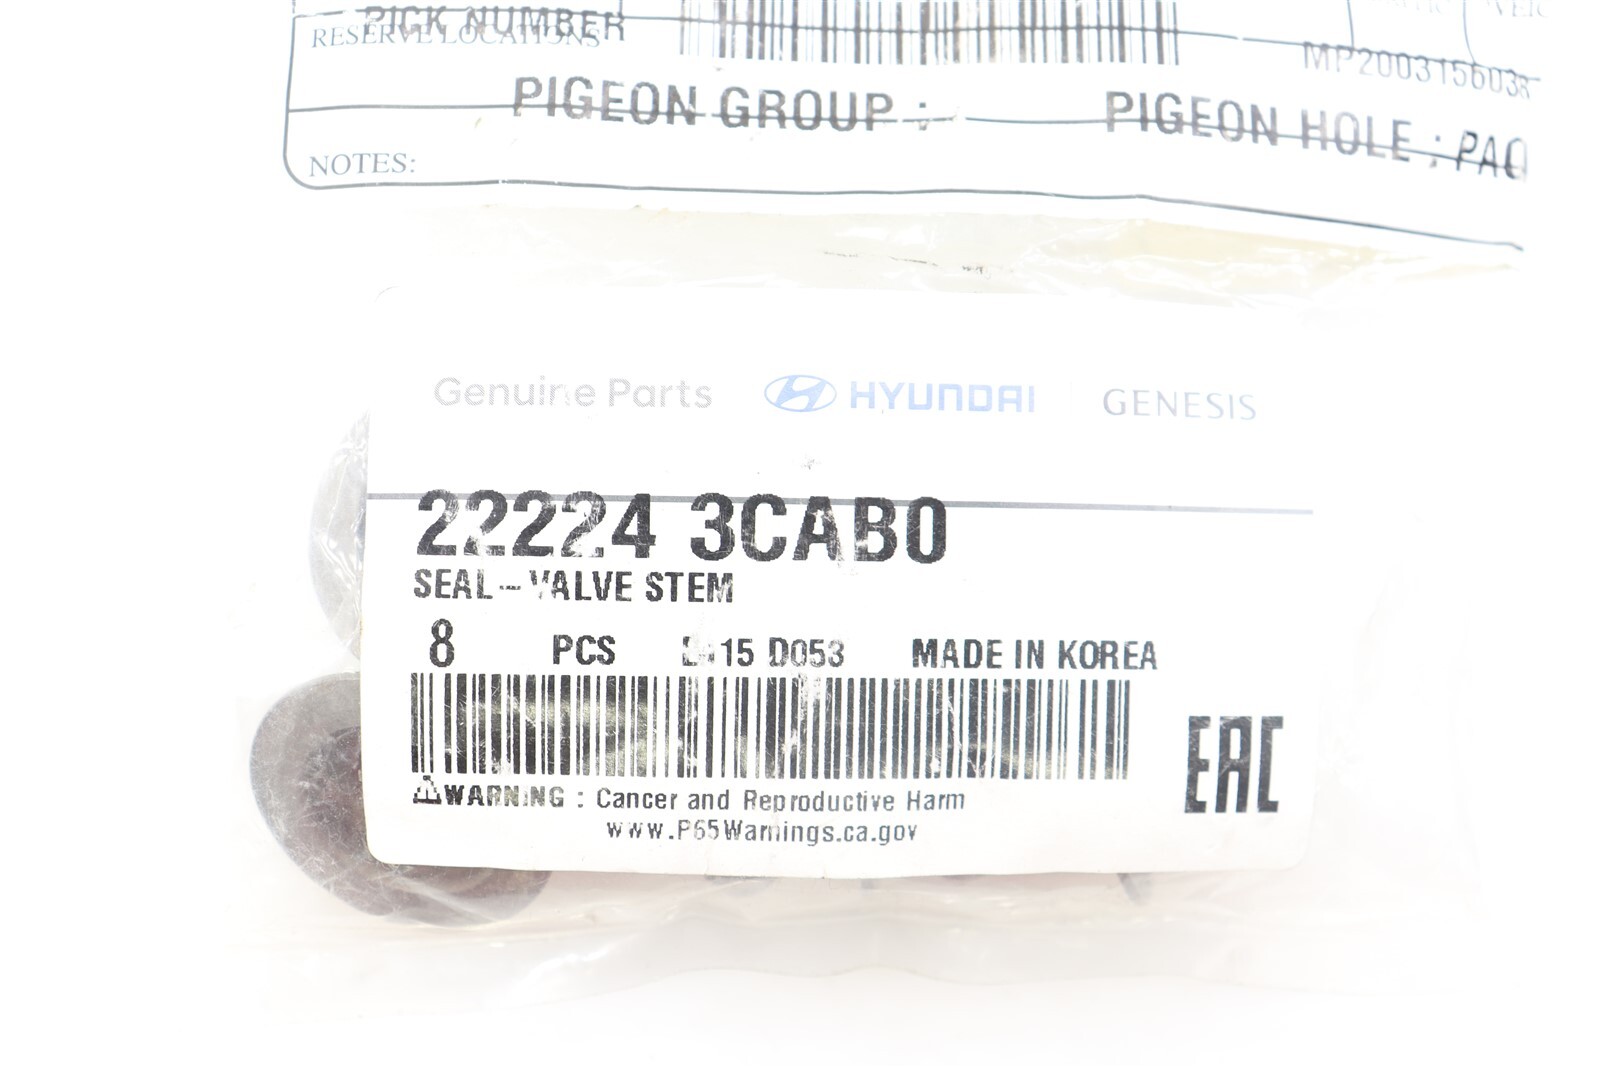 PICK NUMBER
RESERVE LOCATIONS
MP2003156038
PIGEON GROUP : PIGEON HOLE :
NOTES:
Genuine Parts HYUNDAI GENESIS
22224 3CAB0
SEAL-VALVE STEM
8 PCS D053 MADE IN KOREA
WARNING : Cancer and Reproductive Harm
www.P65Warnings.ca.gov
EAC